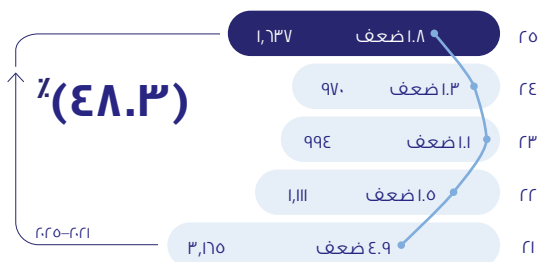 ٢٥ ١.٨ ضعف ١,٦٣٧
٢٤ ١.٣ ضعف ٩٧٠
٢٣ ١.١ ضعف ٩٩٤
٢٢ ١.٥ ضعف ١,١١١
٢١ ٤.٩ ضعف ٣,١٦٥
(٤٨.٣)٪
٢٠٢١–٢٠٢٥